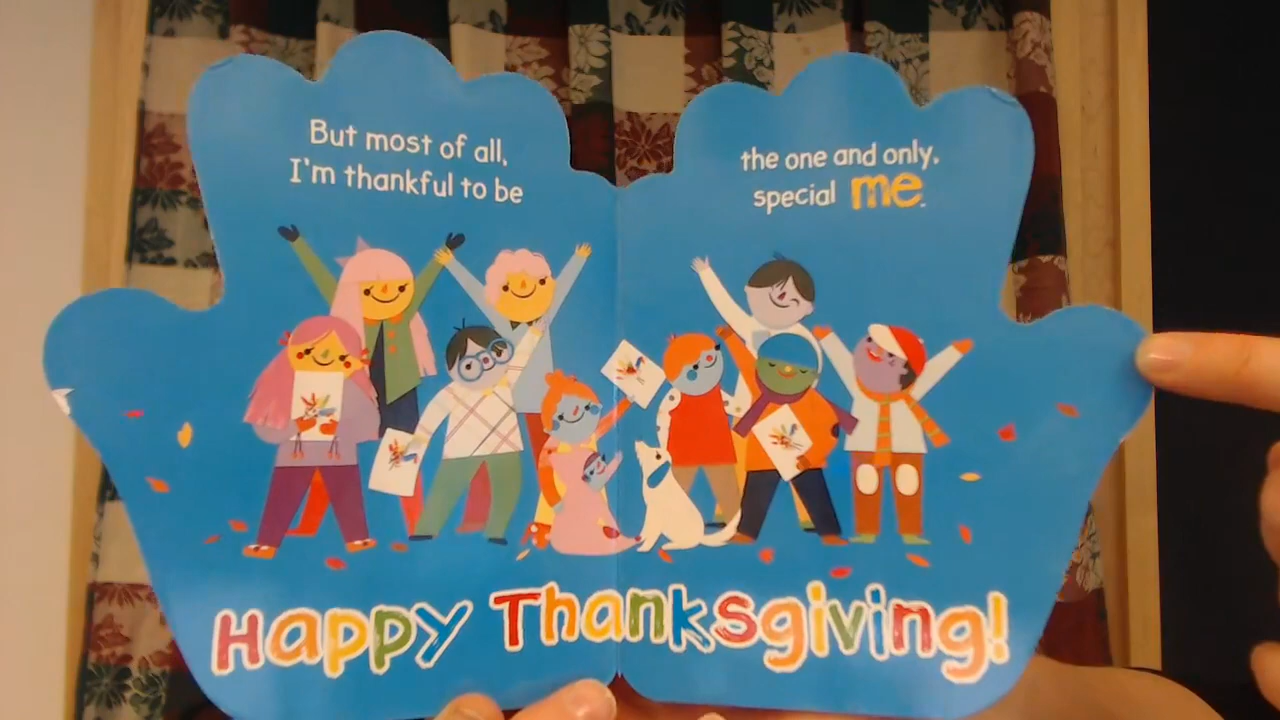 But most of all,
I'm thankful to be
the one and only,
special me.
Happy Thanksgiving!